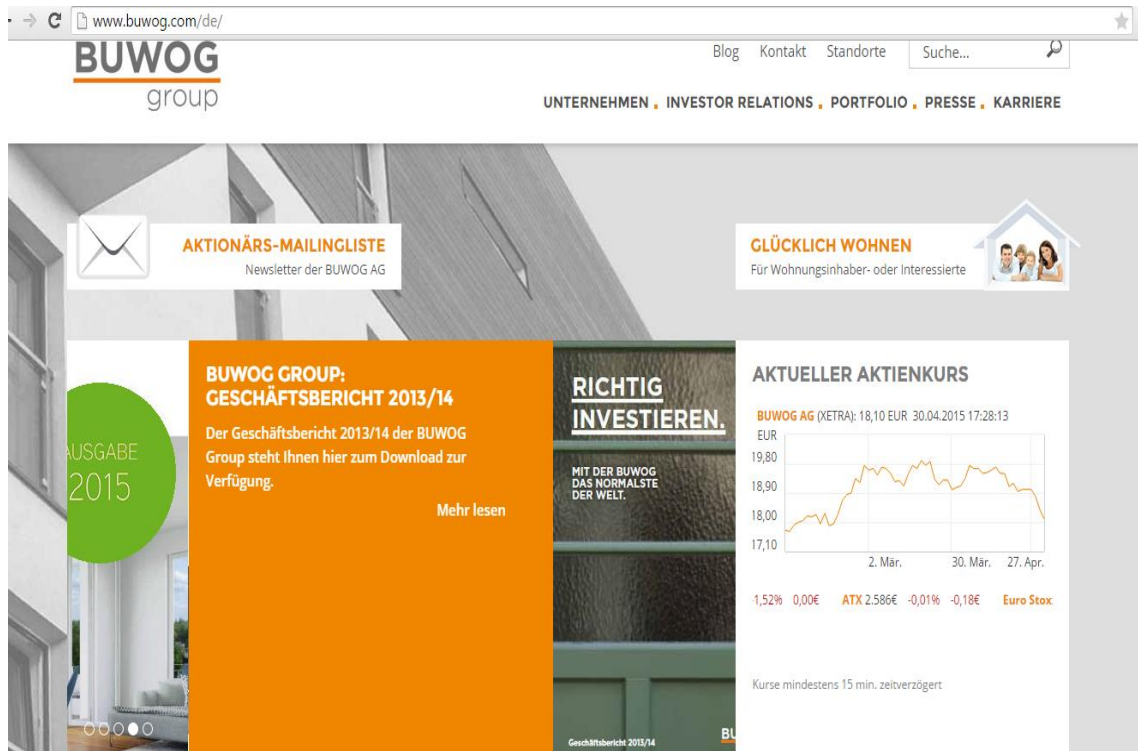 www.buwog.com/de/
BUWOG
group
Blog Kontakt Standorte Suche...
UNTERNEHMEN . INVESTOR RELATIONS . PORTFOLIO . PRESSE . KARRIERE
AKTIONÄRS-MAILINGLISTE
Newsletter der BUWOG AG
GLÜCKLICH WOHNEN
Für Wohnungsinhaber- oder Interessierte
AUSGABE
2015
BUWOG GROUP:
GESCHÄFTSBERICHT 2013/14
Der Geschäftsbericht 2013/14 der BUWOG
Group steht Ihnen hier zum Download zur
Verfügung.
Mehr lesen
RICHTIG
INVESTIEREN.
MIT DER BUWOG
DAS NORMALSTE
DER WELT.
Geschäftsbericht 2013/14
BU
AKTUELLER AKTIENKURS
BUWOG AG (XETRA): 18,10 EUR 30.04.2015 17:28:13
EUR
19,80
18,90
18,00
17,10
2. Mär. 30. Mär. 27. Apr.
1,52% 0,00€ ATX 2.586€ -0,01% -0,18€ Euro Stox
Kurse mindestens 15 min. zeitverzögert